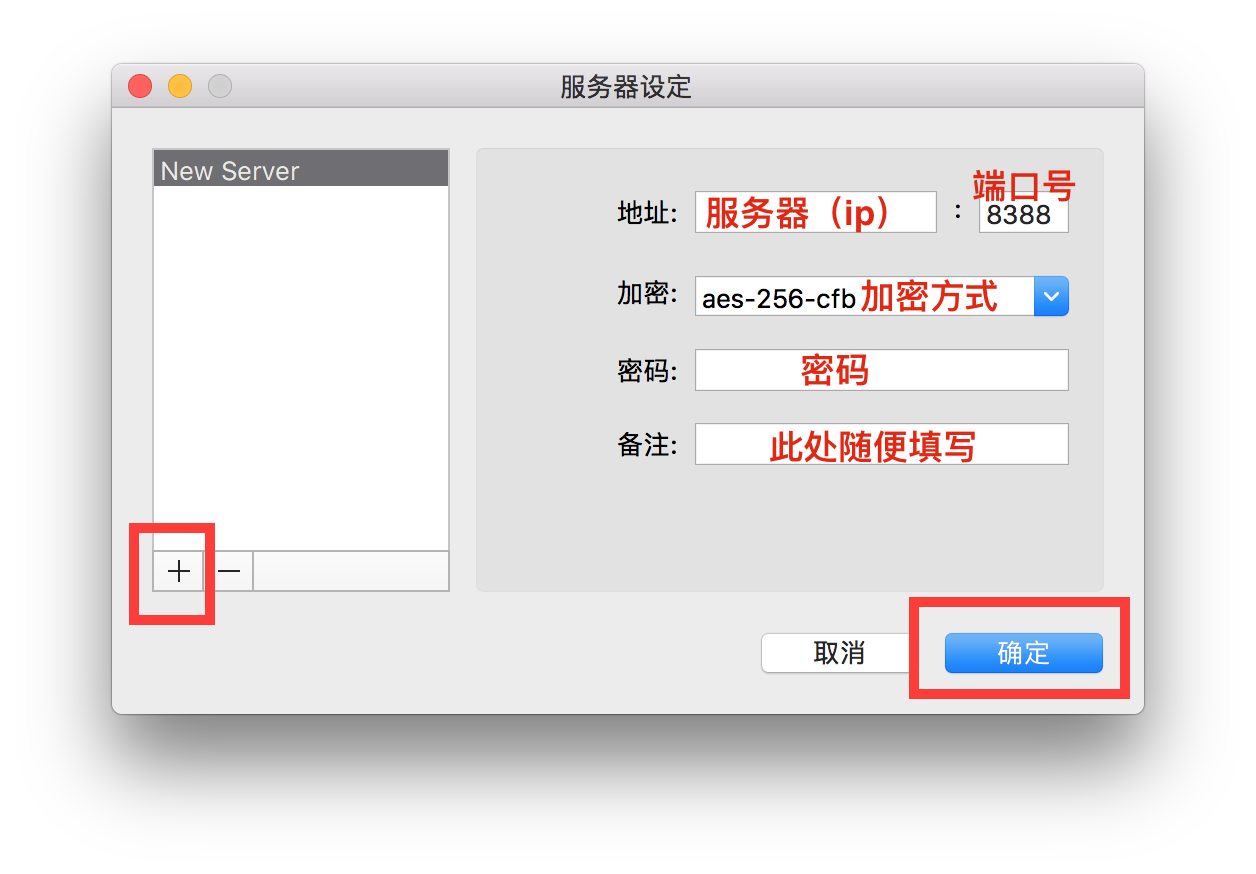 服务器设定
New Server
端口号
地址: 服务器（ip） : 8388
加密: aes-256-cfb 加密方式
密码: 密码
备注: 此处随便填写
取消 确定